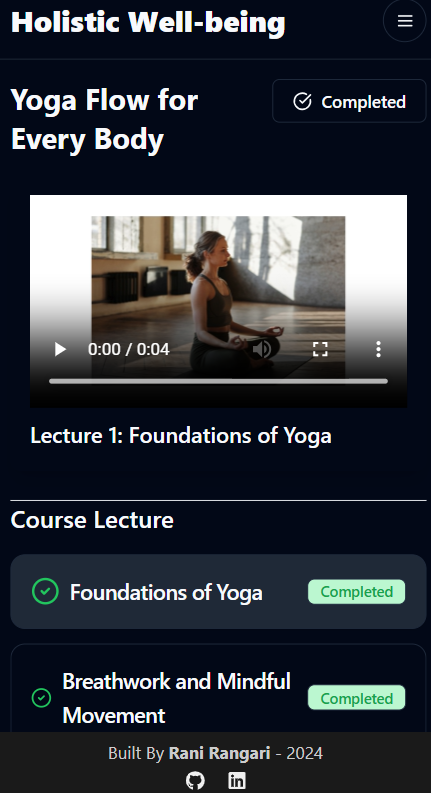 Holistic Well-being
Yoga Flow for
Every Body
Completed
0:00 / 0:04
Lecture 1: Foundations of Yoga
Course Lecture
Foundations of Yoga
Completed
Breathwork and Mindful
Movement
Completed
Built By Rani Rangari - 2024